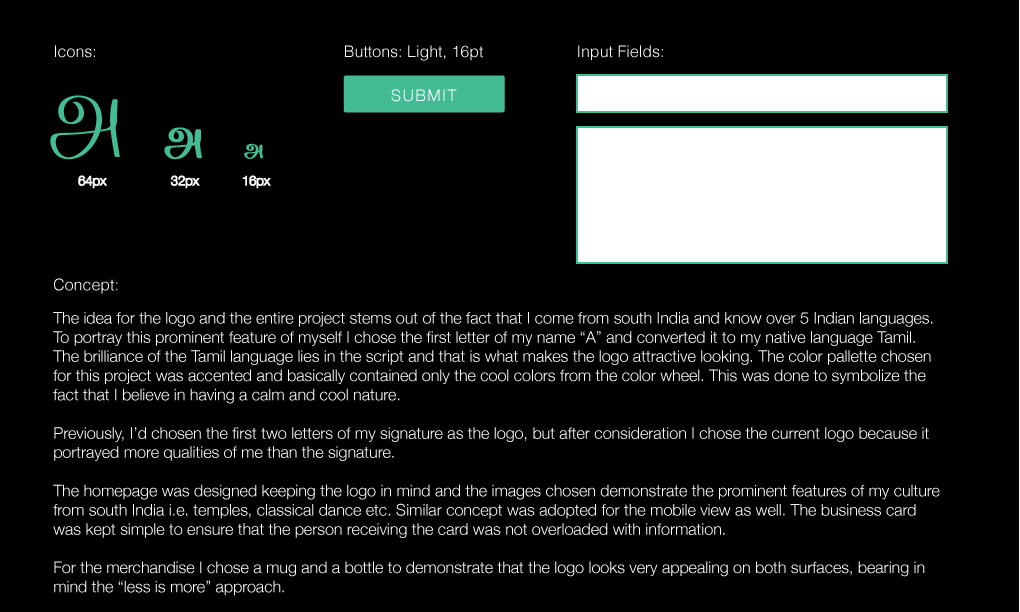 Icons:
Buttons: Light, 16pt
Input Fields:
SUBMIT
அ
அ
அ
64px
32px
16px
Concept:
The idea for the logo and the entire project stems out of the fact that I come from south India and know over 5 Indian languages.
To portray this prominent feature of myself I chose the first letter of my name “A” and converted it to my native language Tamil.
The brilliance of the Tamil language lies in the script and that is what makes the logo attractive looking. The color pallette chosen
for this project was accented and basically contained only the cool colors from the color wheel. This was done to symbolize the
fact that I believe in having a calm and cool nature.
Previously, I’d chosen the first two letters of my signature as the logo, but after consideration I chose the current logo because it
portrayed more qualities of me than the signature.
The homepage was designed keeping the logo in mind and the images chosen demonstrate the prominent features of my culture
from south India i.e. temples, classical dance etc. Similar concept was adopted for the mobile view as well. The business card
was kept simple to ensure that the person receiving the card was not overloaded with information.
For the merchandise I chose a mug and a bottle to demonstrate that the logo looks very appealing on both surfaces, bearing in
mind the “less is more” approach.